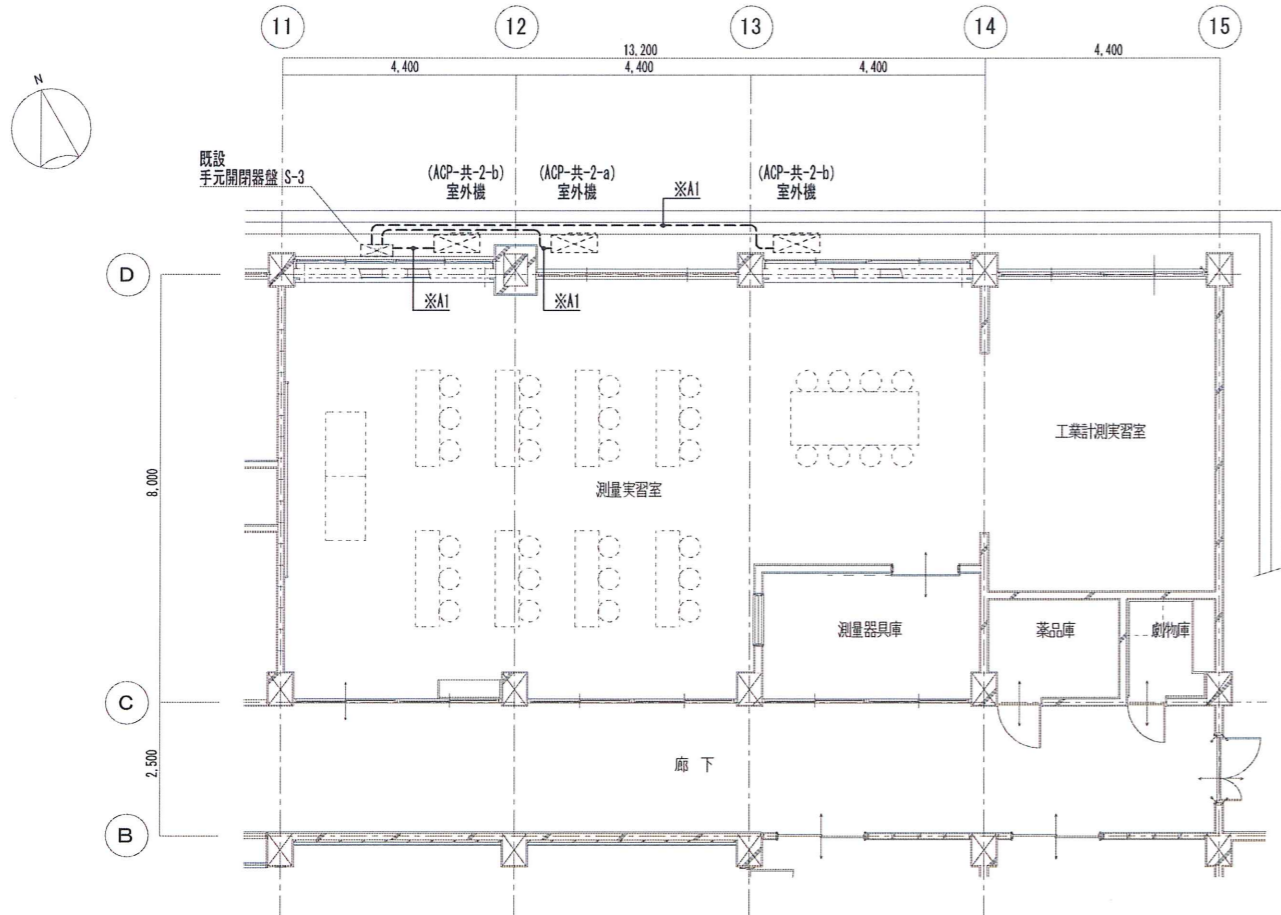 11
12
13
14
15
13,200
4,400
4,400
4,400
4,400
N
既設
手元開閉器盤 S-3
(ACP-共-2-b)
室外機
(ACP-共-2-a)
室外機
(ACP-共-2-b)
室外機
※A1
D
※A1
※A1
8,000
工業計測実習室
測量実習室
測量器具庫
薬品庫
劇物庫
C
2,500
廊 下
B